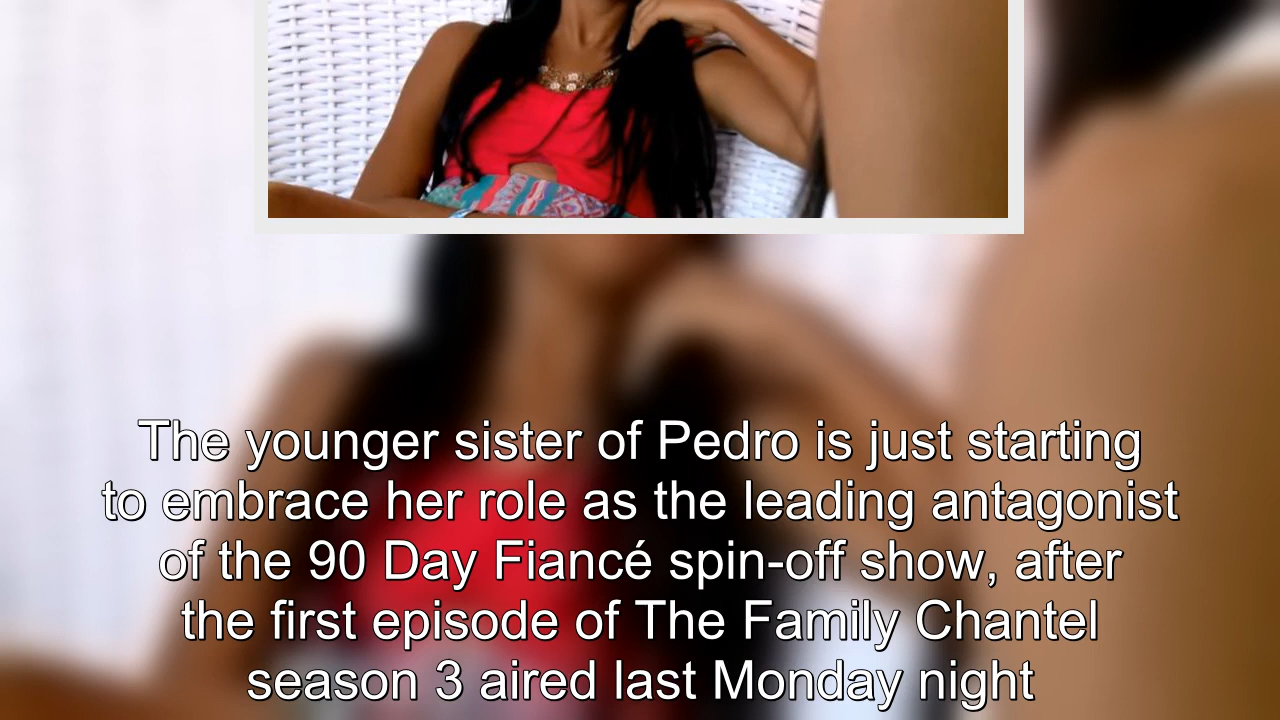 The younger sister of Pedro is just starting
to embrace her role as the leading antagonist
of the 90 Day Fiancé spin-off show, after
the first episode of The Family Chantel
season 3 aired last Monday night